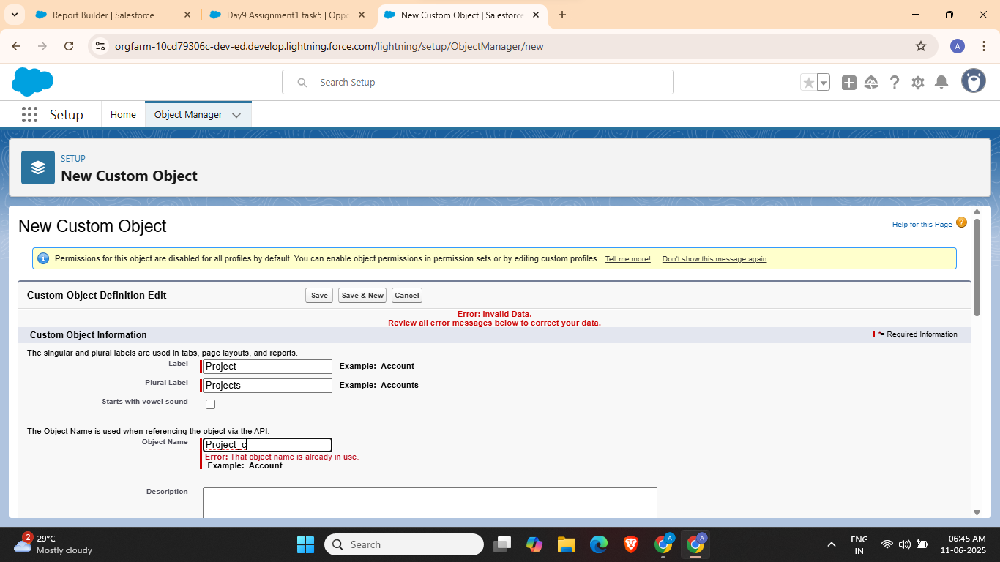 Report Builder | Salesforce
Day9 Assignment1 task5 | Oppo
New Custom Object | Salesforce
orgfarm-10cd79306c-dev-ed.develop.lightning.force.com/lightning/setup/ObjectManager/new
A
Search Setup
Setup
Home
Object Manager
SETUP
New Custom Object
New Custom Object
Help for this Page
Permissions for this object are disabled for all profiles by default. You can enable object permissions in permission sets or by editing custom profiles. Tell me more! Don't show this message again
Custom Object Definition Edit
Save
Save & New
Cancel
Error: Invalid Data.
Review all error messages below to correct your data.
Custom Object Information
= Required Information
The singular and plural labels are used in tabs, page layouts, and reports.
Label
Project
Example: Account
Plural Label
Projects
Example: Accounts
Starts with vowel sound
The Object Name is used when referencing the object via the API.
Object Name
Project_c
Error: That object name is already in use.
Example: Account
Description
2
29°C
Mostly cloudy
Search
A
A
ENG
IN
06:45 AM
11-06-2025